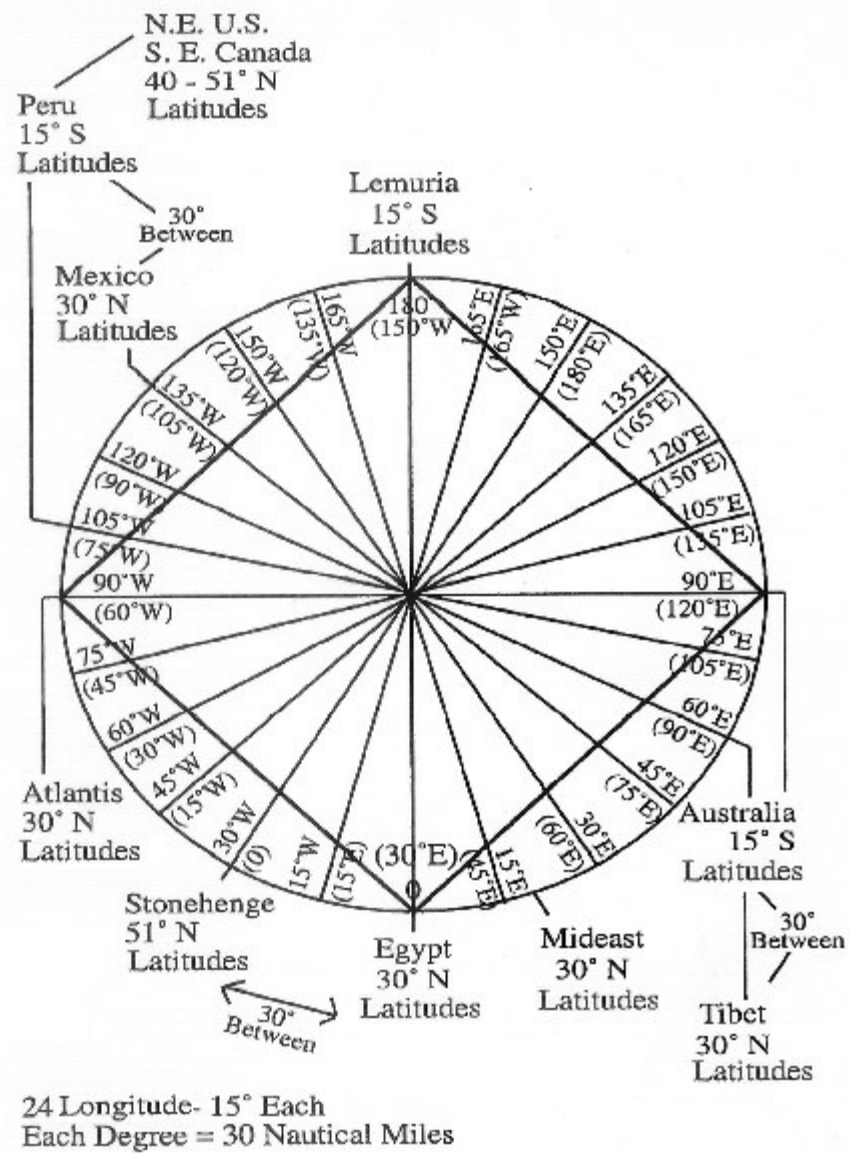 N.E. U.S.
S. E. Canada
40 - 51° N
Latitudes
Peru
15° S
Latitudes
30°
Between
Mexico
30° N
Latitudes
Lemuria
15° S
Latitudes
180°
(150°W
165°W
(135°W)
150°W
(120°W)
135°W
(105°W)
120°W
(90°W)
105°W
(75°W)
90°W
(60°W)
75°W
(45°W)
60°W
(30°W)
45°W
(15°W)
30°W
(0)
15°W
(15°E)
(30°E)
0
15°E
(45°E)
30°E
(60°E)
45°E
(75°E)
60°E
(90°E)
75°E
(105°E)
90°E
(120°E)
105°E
(135°E)
120°E
(150°E)
135°E
(165°E)
150°E
(180°E)
165°E
(165°W)
Atlantis
30° N
Latitudes
Stonehenge
51° N
Latitudes
30°
Between
Egypt
30° N
Latitudes
Mideast
30° N
Latitudes
Australia
15° S
Latitudes
30°
Between
Tibet
30° N
Latitudes
24 Longitude- 15° Each
Each Degree = 30 Nautical Miles